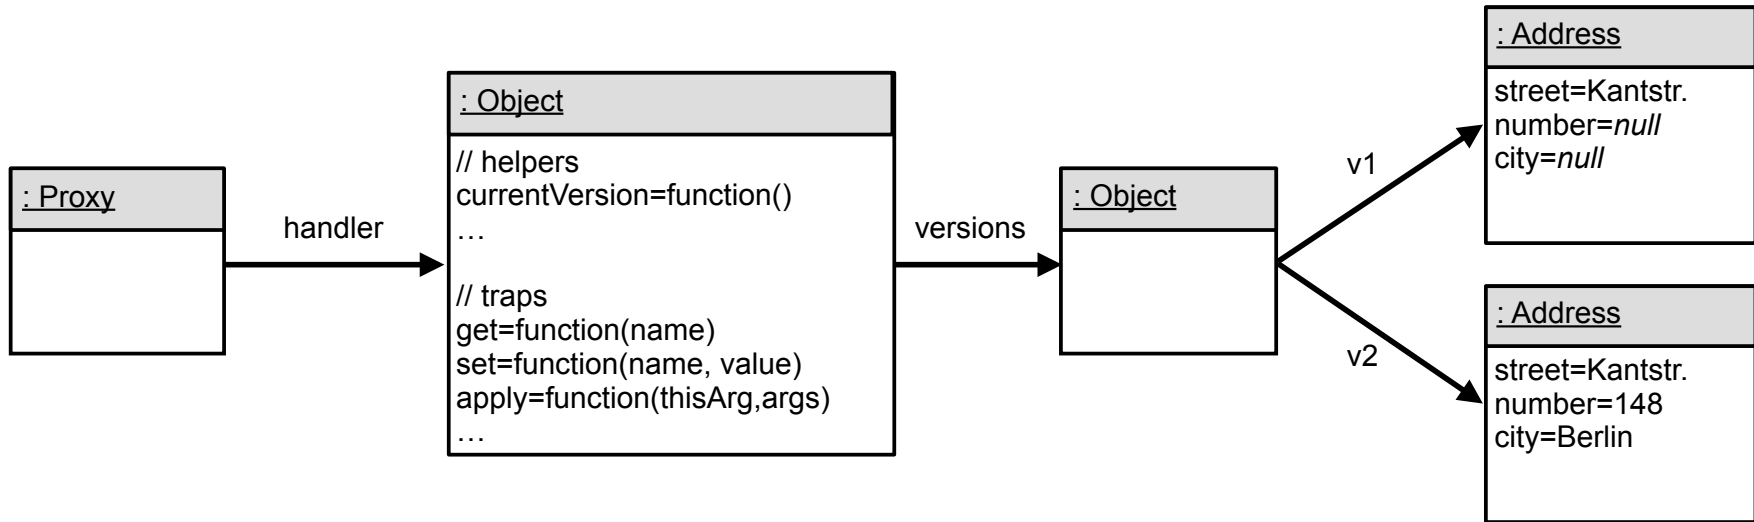 : Proxy
handler
: Object
// helpers
currentVersion=function()
…
// traps
get=function(name)
set=function(name, value)
apply=function(thisArg,args)
…
versions
: Object
v1
v2
: Address
street=Kantstr.
number=null
city=null
: Address
street=Kantstr.
number=148
city=Berlin